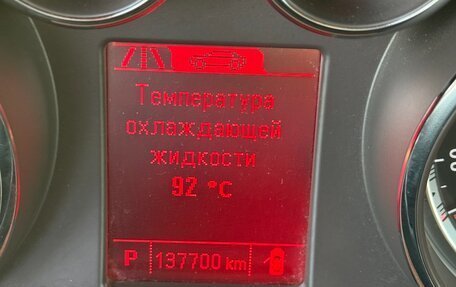 Температура
охлаждающей
жидкости
92 °C
P 137700 km